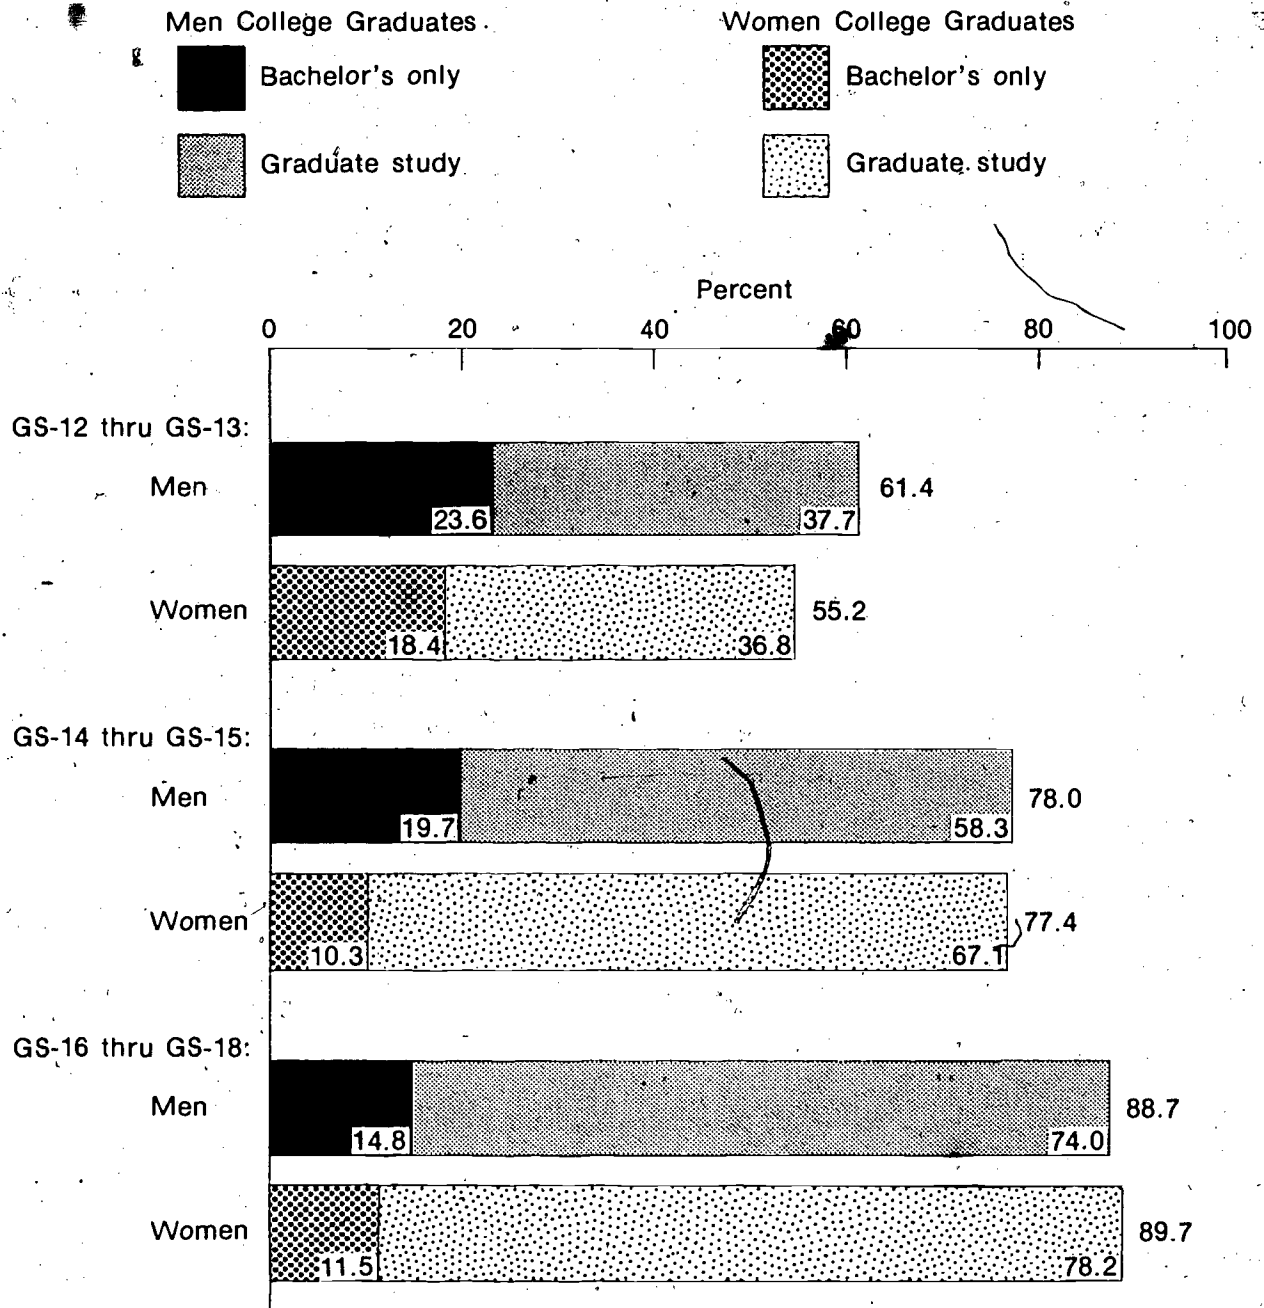 Men College Graduates
Women College Graduates
Bachelor's only
Bachelor's only
Graduate study
Graduate study
Percent
0 20 40 60 80 100
GS-12 thru GS-13:
Men 23.6 37.7 61.4
Women 18.4 36.8 55.2
GS-14 thru GS-15:
Men 19.7 58.3 78.0
Women 10.3 67.1 77.4
GS-16 thru GS-18:
Men 14.8 74.0 88.7
Women 11.5 78.2 89.7